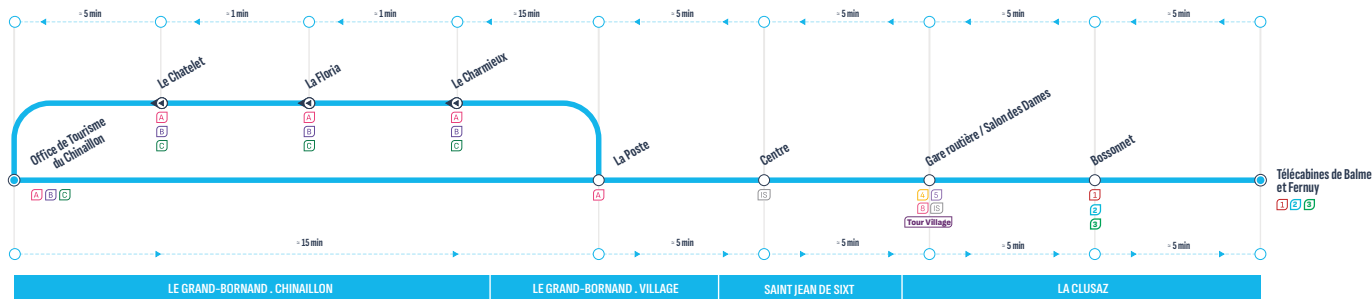 ≈ 5 min
≈ 1 min
≈ 1 min
≈ 15 min
≈ 5 min
≈ 5 min
≈ 5 min
≈ 5 min
Le Chatelet
A
B
C
La Floria
A
B
C
Le Charmieux
A
B
C
Office de Tourisme
du Chinaillon
A B C
La Poste
A
Centre
IS
Gare routière / Salon des Dames
4 5
8 IS
Tour Village
Bossonnet
1
2
3
Télécabines de Balme
et Fernuy
1 2 3
≈ 15 min
≈ 5 min
≈ 5 min
≈ 5 min
≈ 5 min
LE GRAND-BORNAND . CHINAILLON
LE GRAND-BORNAND . VILLAGE
SAINT JEAN DE SIXT
LA CLUSAZ